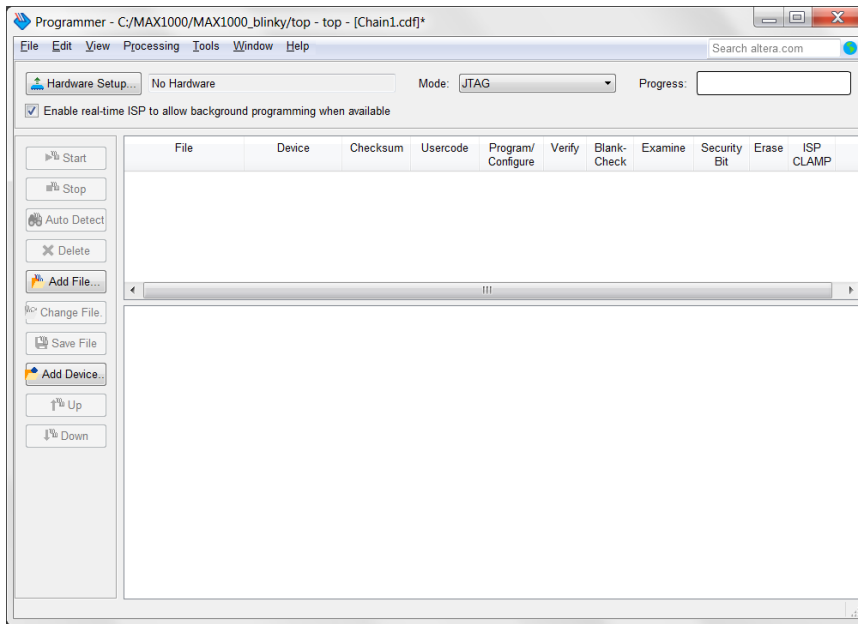 Programmer - C:/MAX1000/MAX1000_blinky/top - top - [Chain1.cdf]*
File Edit View Processing Tools Window Help Search altera.com
Hardware Setup... No Hardware Mode: JTAG Progress:
Enable real-time ISP to allow background programming when available
File Device Checksum Usercode Program/ Verify Blank- Examine Security Erase ISP
Configure Check Bit CLAMP
Start
Stop
Auto Detect
Delete
Add File...
Change File.
Save File
Add Device..
Up
Down